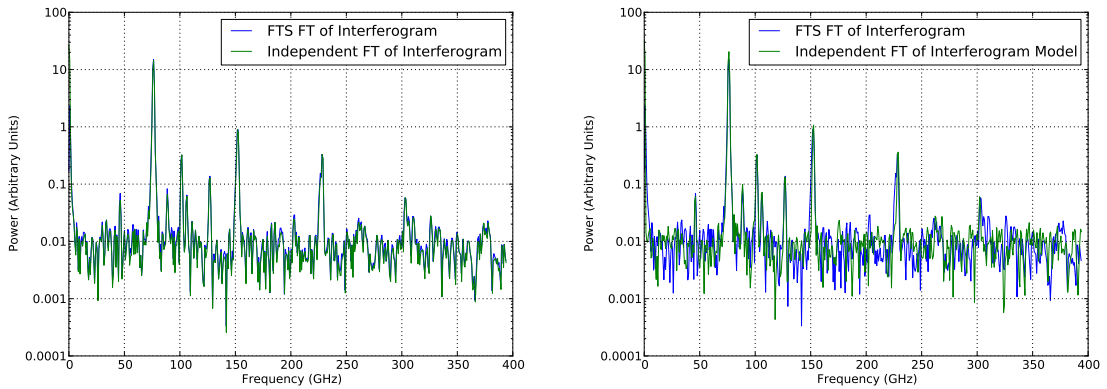 100
10
1
0.1
0.01
0.001
0.0001
Power (Arbitrary Units)
FTS FT of Interferogram
Independent FT of Interferogram
0 50 100 150 200 250 300 350 400
Frequency (GHz)
100
10
1
0.1
0.01
0.001
0.0001
Power (Arbitrary Units)
FTS FT of Interferogram
Independent FT of Interferogram Model
0 50 100 150 200 250 300 350 400
Frequency (GHz)